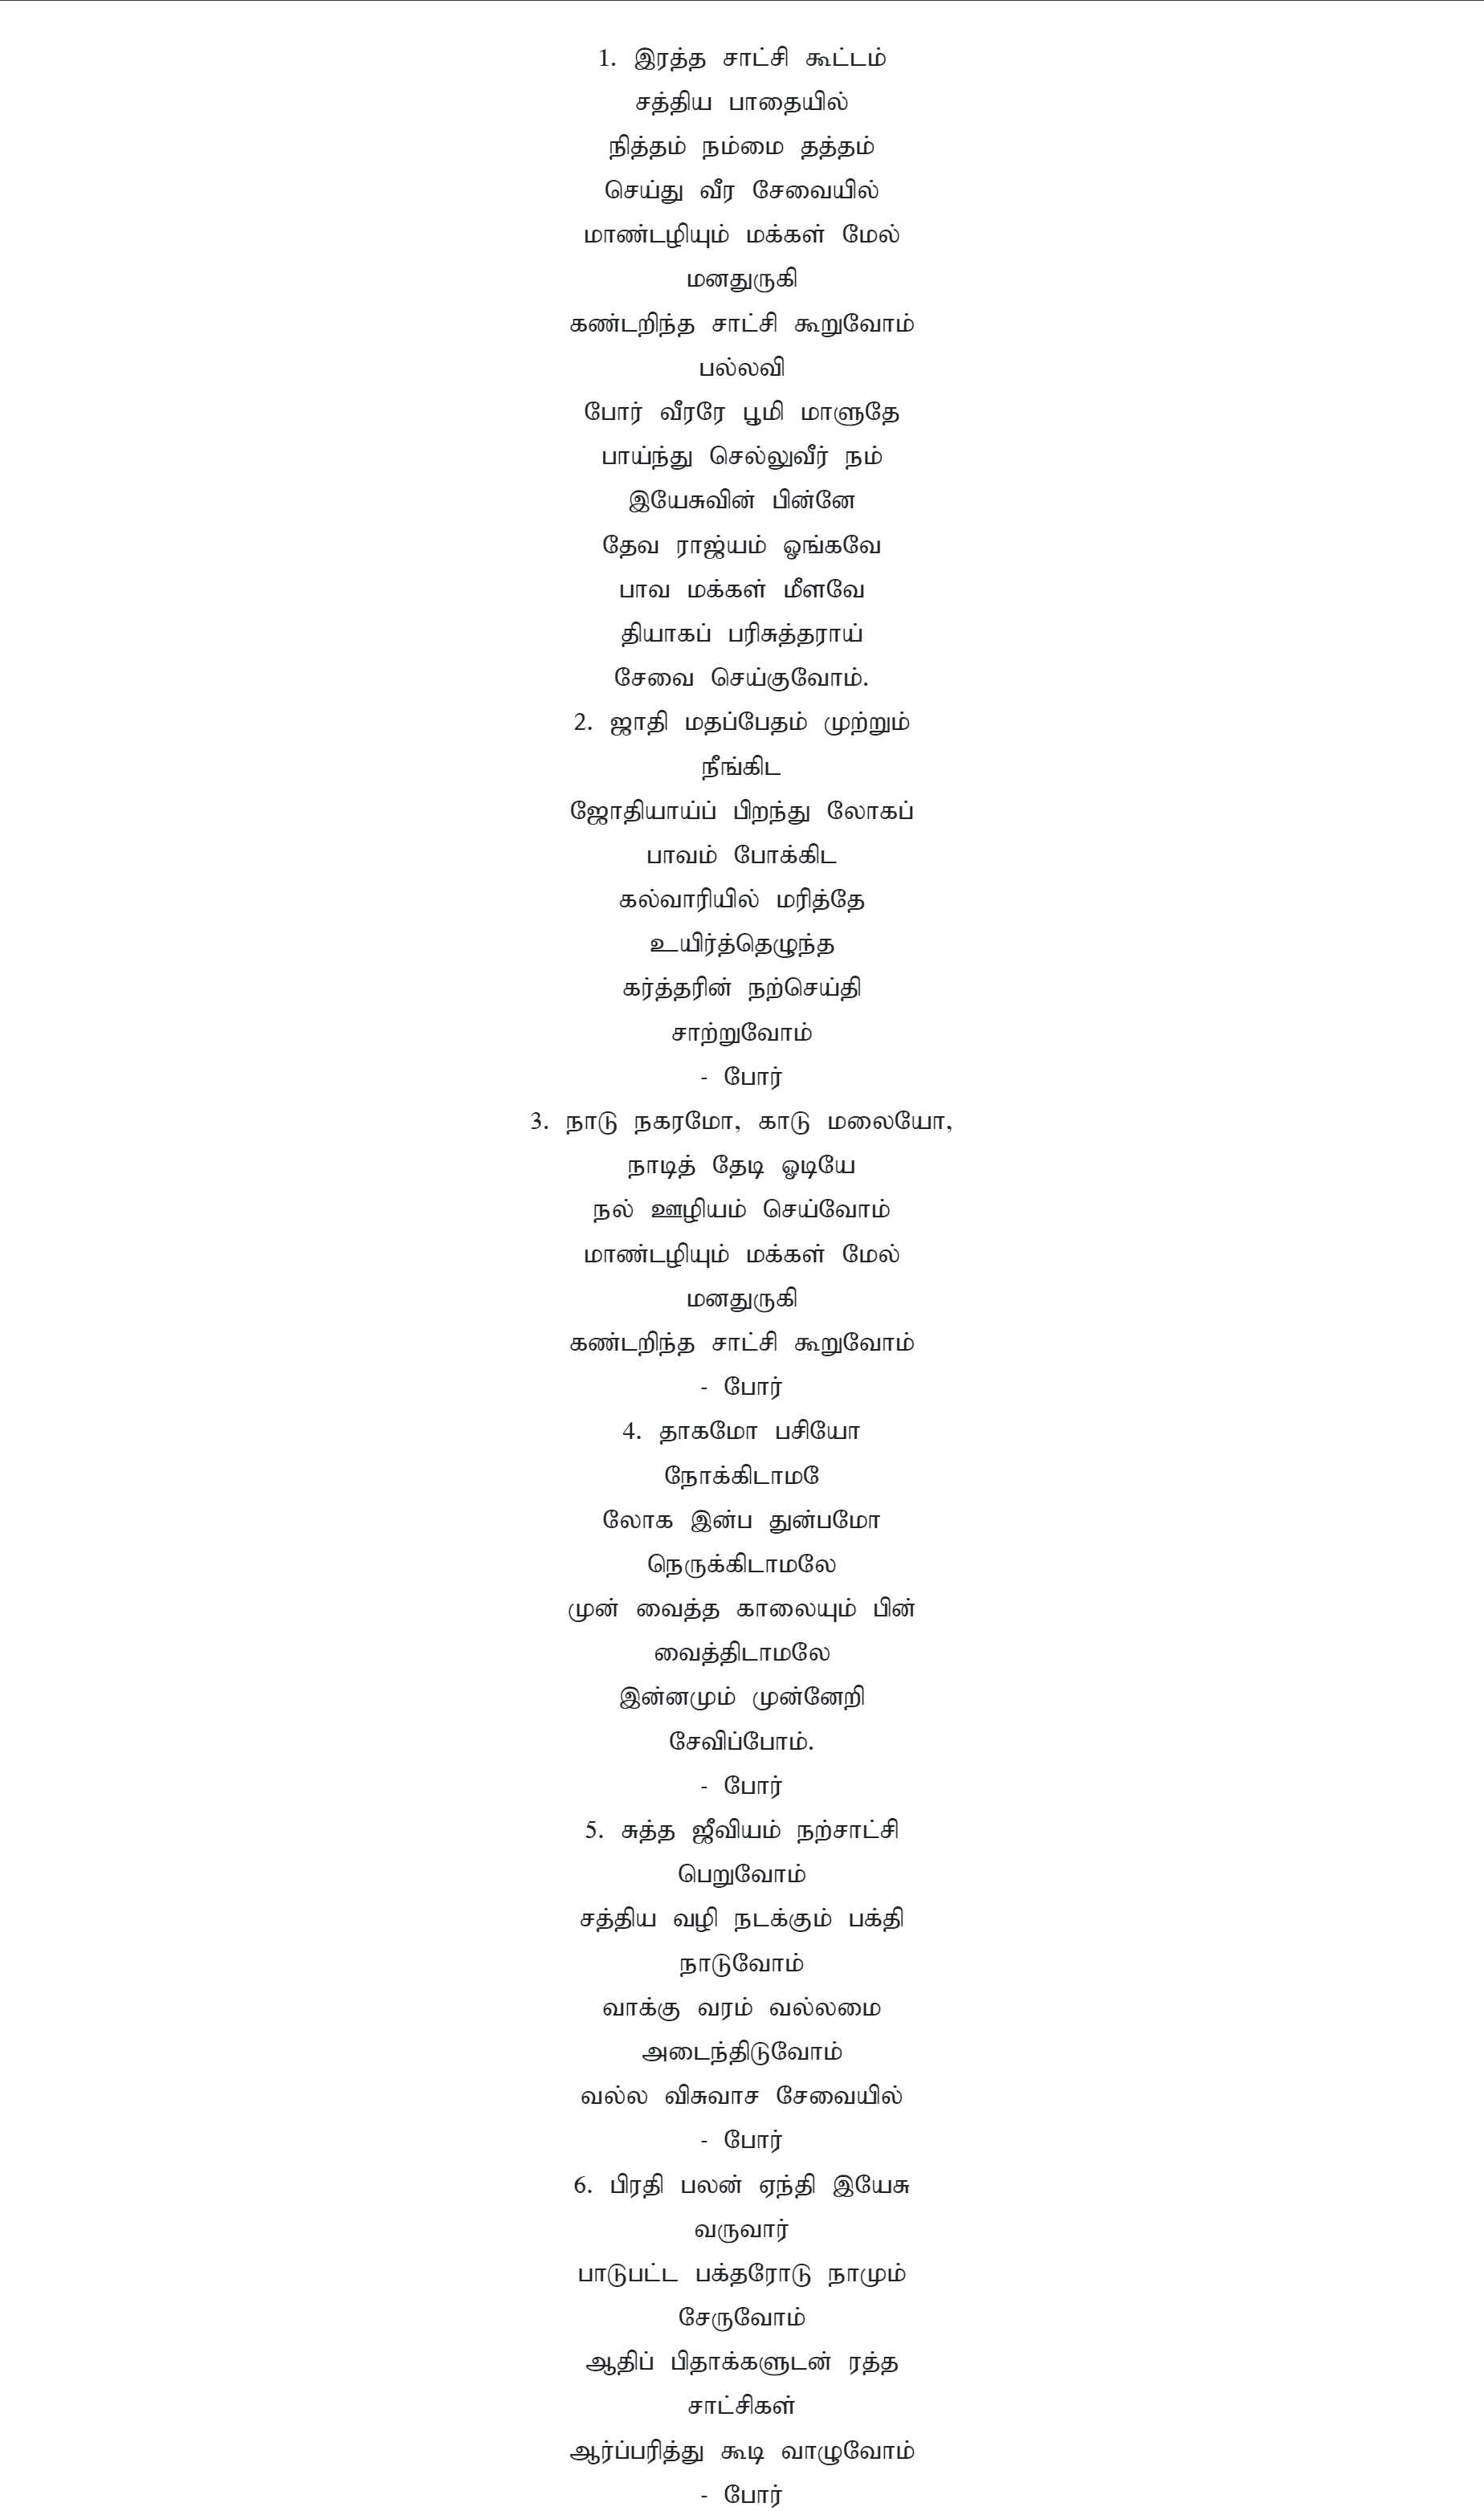 1. இரத்த சாட்சி கூட்டம்
சத்திய பாதையில்
நித்தம் நம்மை தத்தம்
செய்து வீர சேவையில்
மாண்டழியும் மக்கள் மேல்
மனதுருகி
கண்டறிந்த சாட்சி கூறுவோம்
பல்லவி
போர் வீரரே பூமி மாளுதே
பாய்ந்து செல்லுவீர் நம்
இயேசுவின் பின்னே
தேவ ராஜ்யம் ஓங்கவே
பாவ மக்கள் மீளவே
தியாகப் பரிசுத்தராய்
சேவை செய்குவோம்.
2. ஜாதி மதப்பேதம் முற்றும்
நீங்கிட
ஜோதியாய்ப் பிறந்து லோகப்
பாவம் போக்கிட
கல்வாரியில் மரித்தே
உயிர்த்தெழுந்த
கர்த்தரின் நற்செய்தி
சாற்றுவோம்
- போர்
3. நாடு நகரமோ, காடு மலையோ,
நாடித் தேடி ஓடியே
நல் ஊழியம் செய்வோம்
மாண்டழியும் மக்கள் மேல்
மனதுருகி
கண்டறிந்த சாட்சி கூறுவோம்
- போர்
4. தாகமோ பசியோ
நோக்கிடாமே
லோக இன்ப துன்பமோ
நெருக்கிடாமலே
முன் வைத்த காலையும் பின்
வைத்திடாமலே
இன்னமும் முன்னேறி
சேவிப்போம்.
- போர்
5. சுத்த ஜீவியம் நற்சாட்சி
பெறுவோம்
சத்திய வழி நடக்கும் பக்தி
நாடுவோம்
வாக்கு வரம் வல்லமை
அடைந்திடுவோம்
வல்ல விசுவாச சேவையில்
- போர்
6. பிரதி பலன் ஏந்தி இயேசு
வருவார்
பாடுபட்ட பக்தரோடு நாமும்
சேருவோம்
ஆதிப் பிதாக்களுடன் ரத்த
சாட்சிகள்
ஆர்ப்பரித்து கூடி வாழுவோம்
- போர்